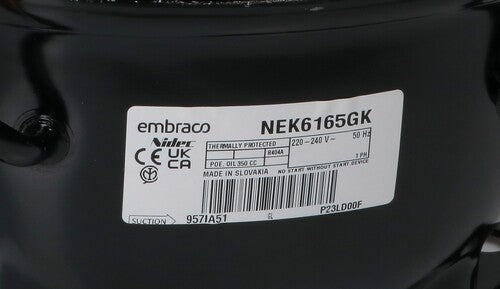 embraco NEK6165GK
Nidec
CE UK CA
THERMALLY PROTECTED
R404A
POE. OIL 350 CC
220-240 V~ 50 Hz
1 PH
MADE IN SLOVAKIA NO START WITHOUT START DEVICE
SUCTION 957IA51 GL P23LD00F